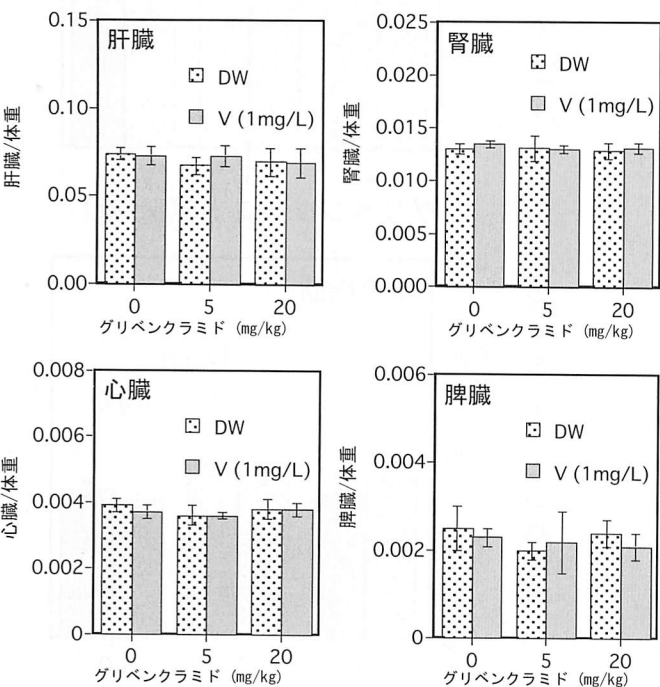 0.15
0.10
0.05
0.00
肝臓/体重
肝臓
DW
V (1mg/L)
0 5 20
グリベンクラミド (mg/kg)
0.025
0.020
0.015
0.010
0.005
0.000
腎臓/体重
腎臓
DW
V (1mg/L)
0 5 20
グリベンクラミド (mg/kg)
0.008
0.006
0.004
0.002
0
心臓/体重
心臓
DW
V (1mg/L)
0 5 20
グリベンクラミド (mg/kg)
0.006
0.004
0.002
0
脾臓/体重
脾臓
DW
V (1mg/L)
0 5 20
グリベンクラミド (mg/kg)